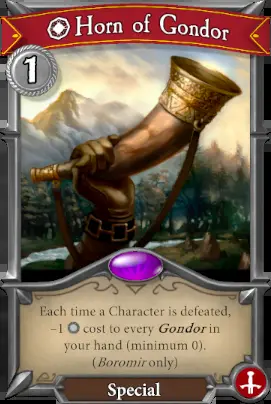 Horn of Gondor
1
Each time a Character is defeated,
-1 cost to every Gondor in
your hand (minimum 0).
(Boromir only)
Special